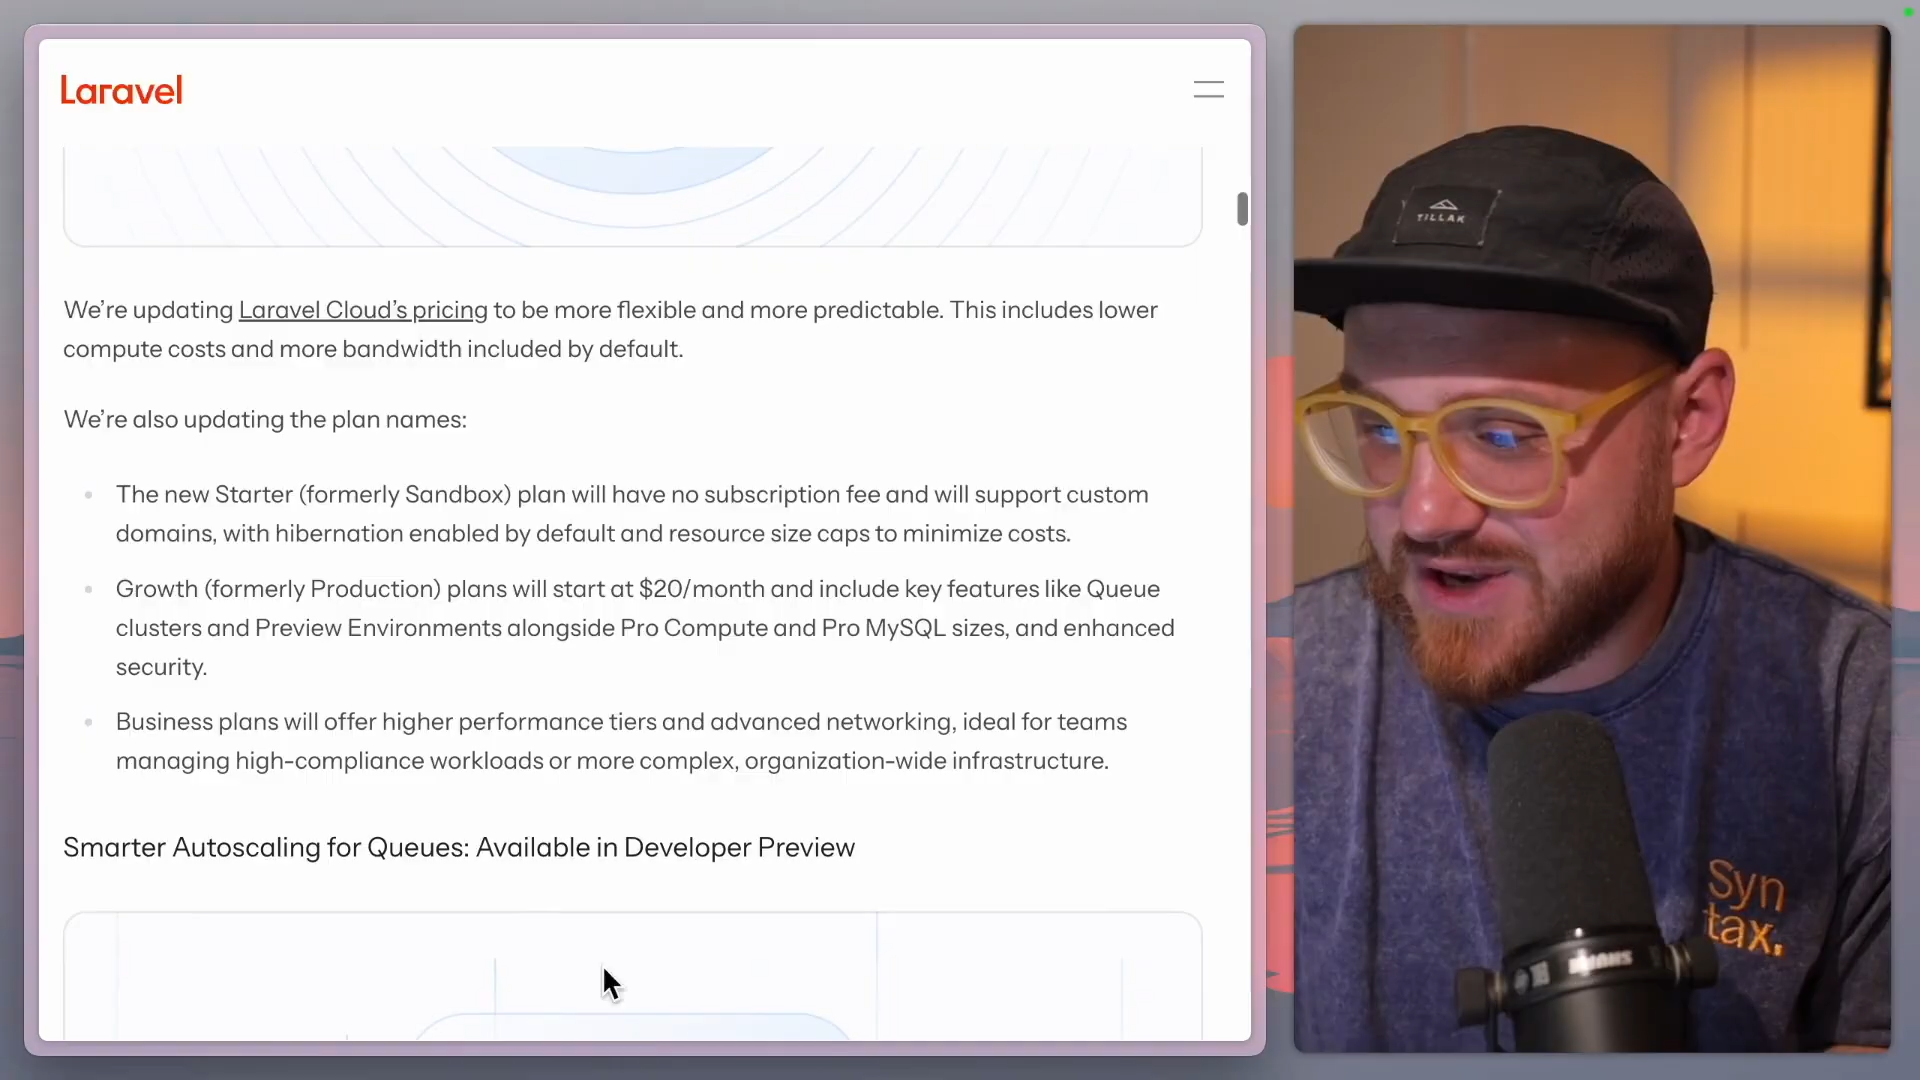 Laravel
We’re updating Laravel Cloud’s pricing to be more flexible and more predictable. This includes lower
compute costs and more bandwidth included by default.
We’re also updating the plan names:
The new Starter (formerly Sandbox) plan will have no subscription fee and will support custom
domains, with hibernation enabled by default and resource size caps to minimize costs.
Growth (formerly Production) plans will start at $20/month and include key features like Queue
clusters and Preview Environments alongside Pro Compute and Pro MySQL sizes, and enhanced
security.
Business plans will offer higher performance tiers and advanced networking, ideal for teams
managing high-compliance workloads or more complex, organization-wide infrastructure.
Smarter Autoscaling for Queues: Available in Developer Preview
TILLAK
Syn
tax.
SHURE